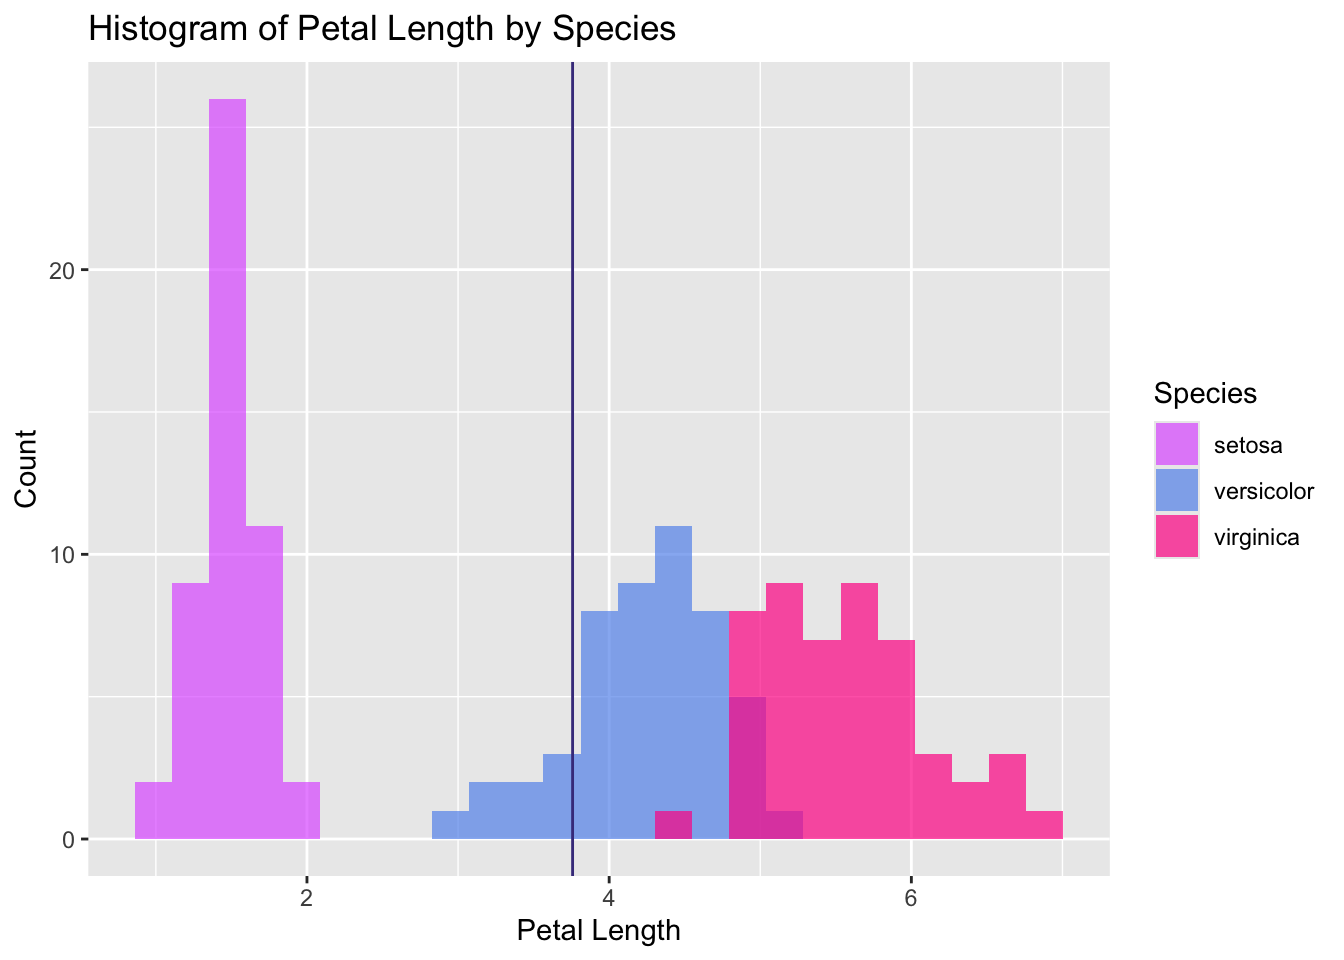 Histogram of Petal Length by Species
20
10
0
Count
2 4 6
Petal Length
Species
setosa
versicolor
virginica